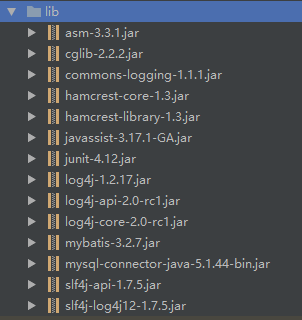 lib
asm-3.3.1.jar
cglib-2.2.2.jar
commons-logging-1.1.1.jar
hamcrest-core-1.3.jar
hamcrest-library-1.3.jar
javassist-3.17.1-GA.jar
junit-4.12.jar
log4j-1.2.17.jar
log4j-api-2.0-rc1.jar
log4j-core-2.0-rc1.jar
mybatis-3.2.7.jar
mysql-connector-java-5.1.44-bin.jar
slf4j-api-1.7.5.jar
slf4j-log4j12-1.7.5.jar